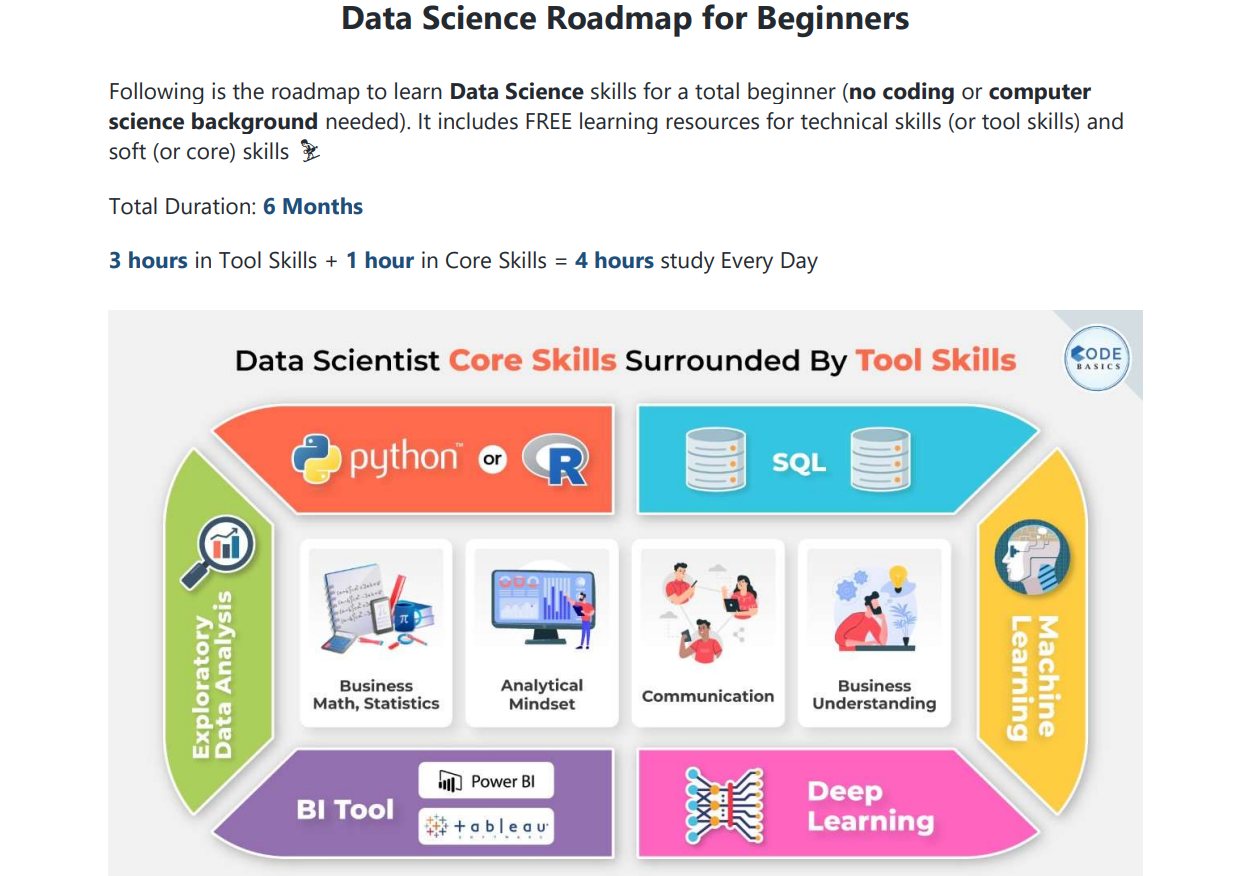 Data Science Roadmap for Beginners
Following is the roadmap to learn Data Science skills for a total beginner (no coding or computer
science background needed). It includes FREE learning resources for technical skills (or tool skills) and
soft (or core) skills
Total Duration: 6 Months
3 hours in Tool Skills + 1 hour in Core Skills = 4 hours study Every Day
Data Scientist Core Skills Surrounded By Tool Skills
CODE
BASICS
python™ or R
SQL
Exploratory
Data Analysis
Business
Math, Statistics
Analytical
Mindset
Communication
Business
Understanding
Machine
Learning
BI Tool
Power BI
+ableau
SOFTWARE
Deep
Learning